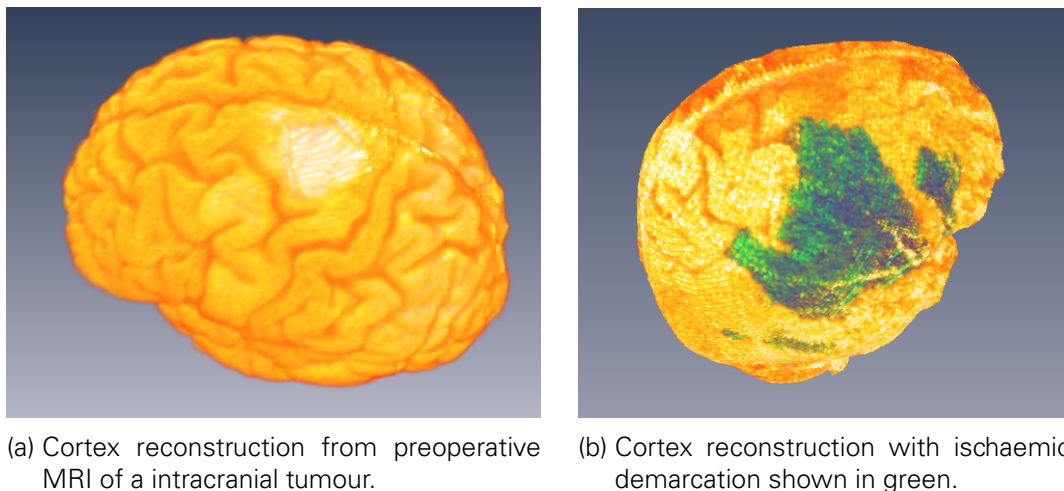 (a) Cortex reconstruction from preoperative
MRI of a intracranial tumour.
(b) Cortex reconstruction with ischaemic
demarcation shown in green.